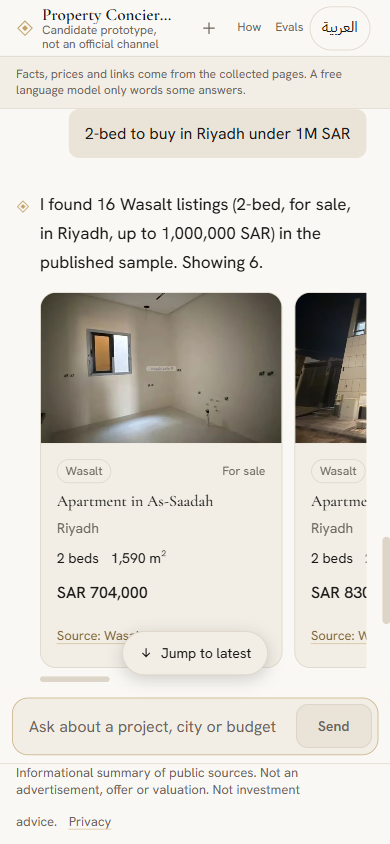 Property Concier...
Candidate prototype,
not an official channel
+
How
Evals
العربية
Facts, prices and links come from the collected pages. A free
language model only words some answers.
2-bed to buy in Riyadh under 1M SAR
I found 16 Wasalt listings (2-bed, for sale,
in Riyadh, up to 1,000,000 SAR) in the
published sample. Showing 6.
Wasalt
For sale
Apartment in As-Saadah
Riyadh
2 beds 1,590 m²
SAR 704,000
Source:
Wasalt
Apartme
Riyadh
2 beds
SAR 830
Source: W
↓ Jump to latest
Ask about a project, city or budget
Send
Informational summary of public sources. Not an
advertisement, offer or valuation. Not investment
advice. Privacy